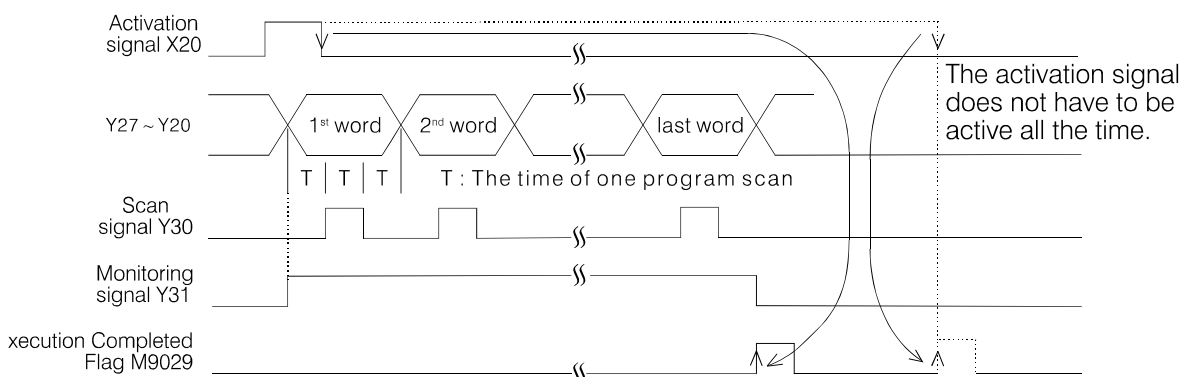 Activation
signal X20
The activation signal
does not have to be
active all the time.
Y27 ~ Y20
1st word
2nd word
last word
T
T
T
T : The time of one program scan
Scan
signal Y30
Monitoring
signal Y31
xecution Completed
Flag M9029